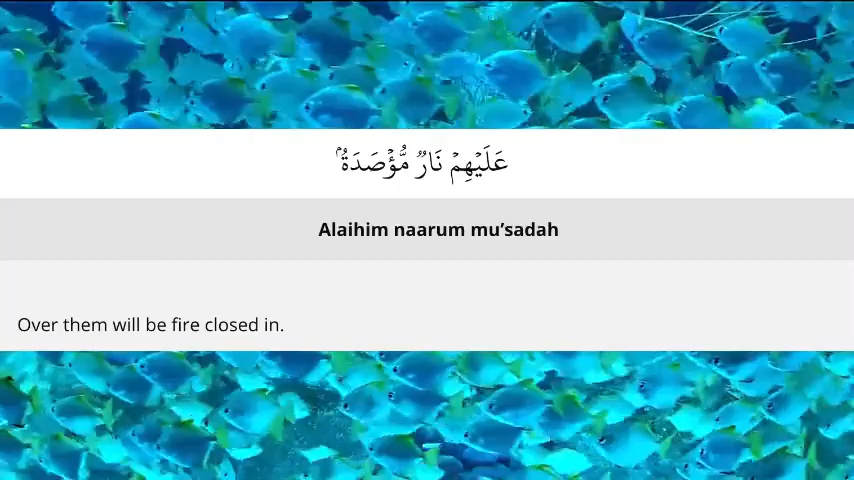 عَلَيۡهِمۡ نَارٞ مُّؤۡصَدَةُۢ
Alaihim naarum mu’sadah
Over them will be fire closed in.